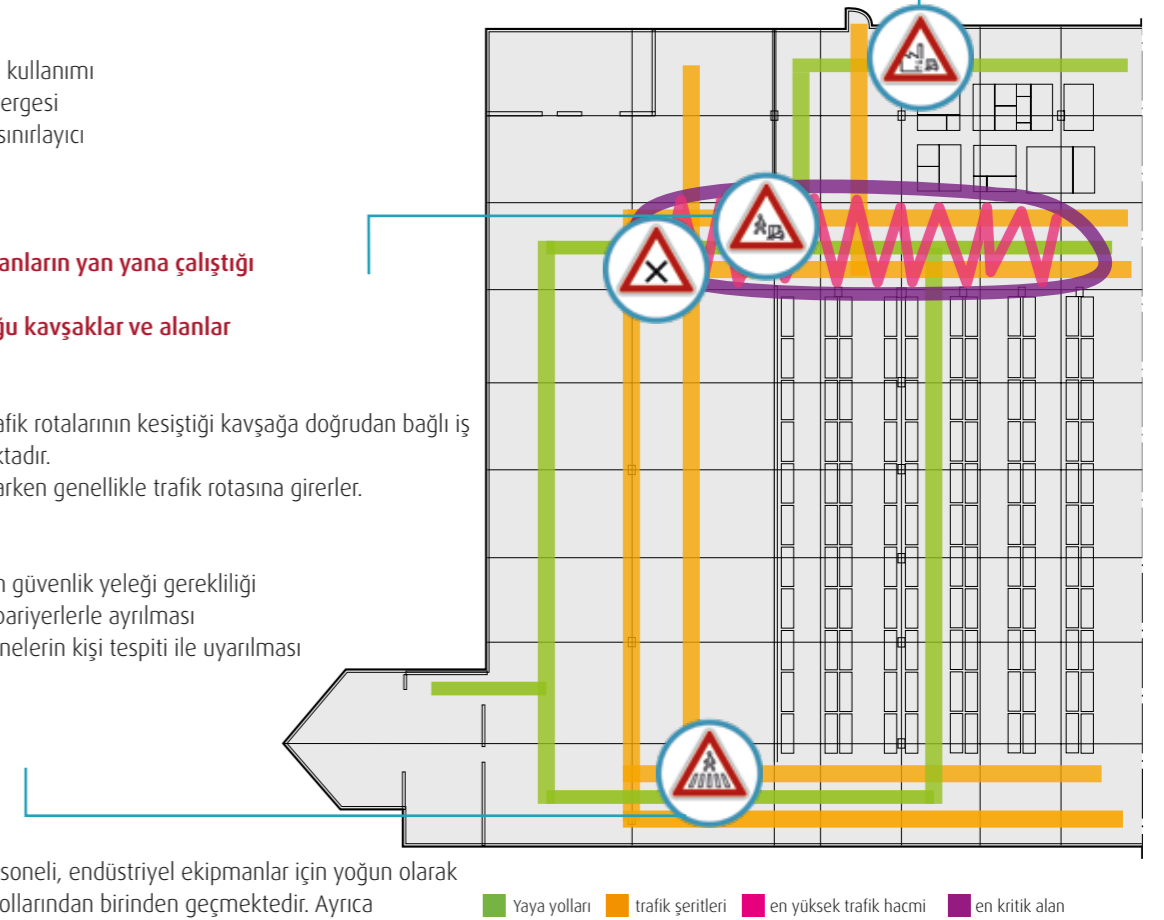 kullanımı
ergesi
sınırlayıcı
anların yan yana çalıştığı
ğu kavşaklar ve alanlar
afik rotalarının kesiştiği kavşağa doğrudan bağlı iş
ktadır.
arken genellikle trafik rotasına girerler.
n güvenlik yeleği gerekliliği
bariyerlerle ayrılması
nelerin kişi tespiti ile uyarılması
soneli, endüstriyel ekipmanlar için yoğun olarak
ollarından birinden geçmektedir. Ayrıca
Yaya yolları trafik şeritleri en yüksek trafik hacmi en kritik alan